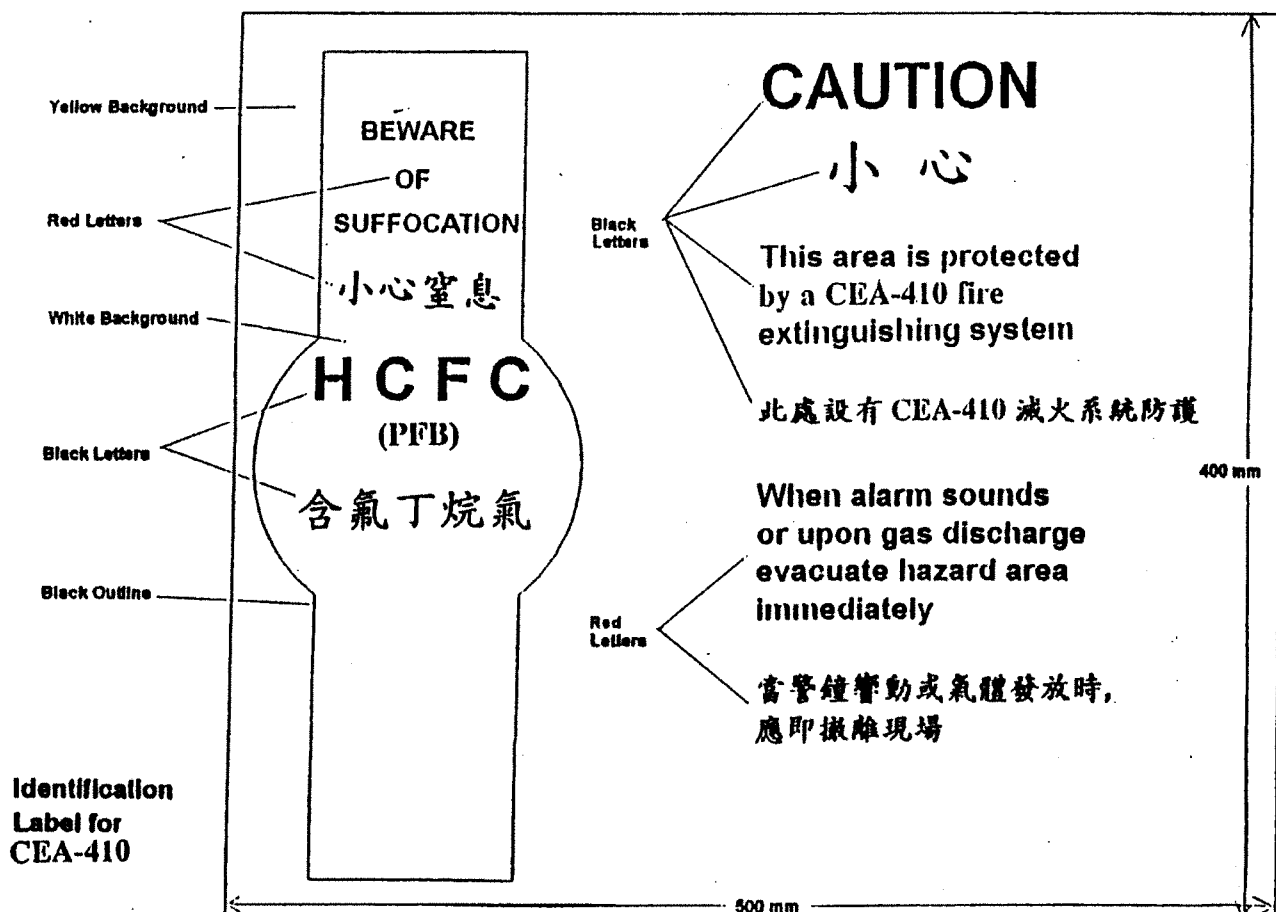 Yellow Background
Red Letters
White Background
Black Letters
Black Outline
Identification
Label for
CEA-410
BEWARE
OF
SUFFOCATION
小心窒息
H C F C
(PFB)
含氟丁烷氣
Black
Letters
CAUTION
小心
This area is protected
by a CEA-410 fire
extinguishing system
此處設有 CEA-410 滅火系統防護
Red
Letters
When alarm sounds
or upon gas discharge
evacuate hazard area
immediately
當警鐘響動或氣體發放時,
應即撤離現場
400 mm
500 mm